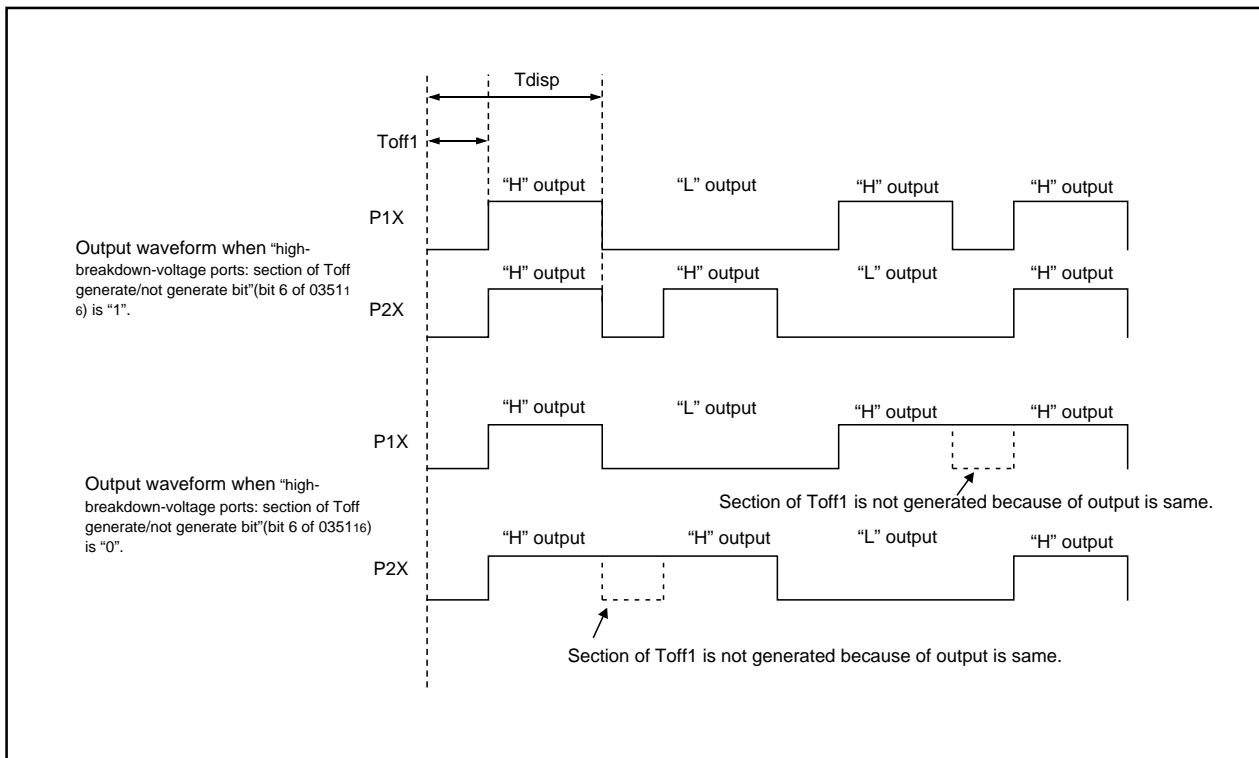 Tdisp
Toff1
“H” output “L” output “H” output “H” output
P1X
Output waveform when “high-
breakdown-voltage ports: section of Toff
generate/not generate bit”(bit 6 of 03511
6) is “1”.
“H” output “H” output “L” output “H” output
P2X
“H” output “L” output “H” output “H” output
P1X
Section of Toff1 is not generated because of output is same.
Output waveform when “high-
breakdown-voltage ports: section of Toff
generate/not generate bit”(bit 6 of 035116)
is “0”.
“H” output “H” output “L” output “H” output
P2X
Section of Toff1 is not generated because of output is same.